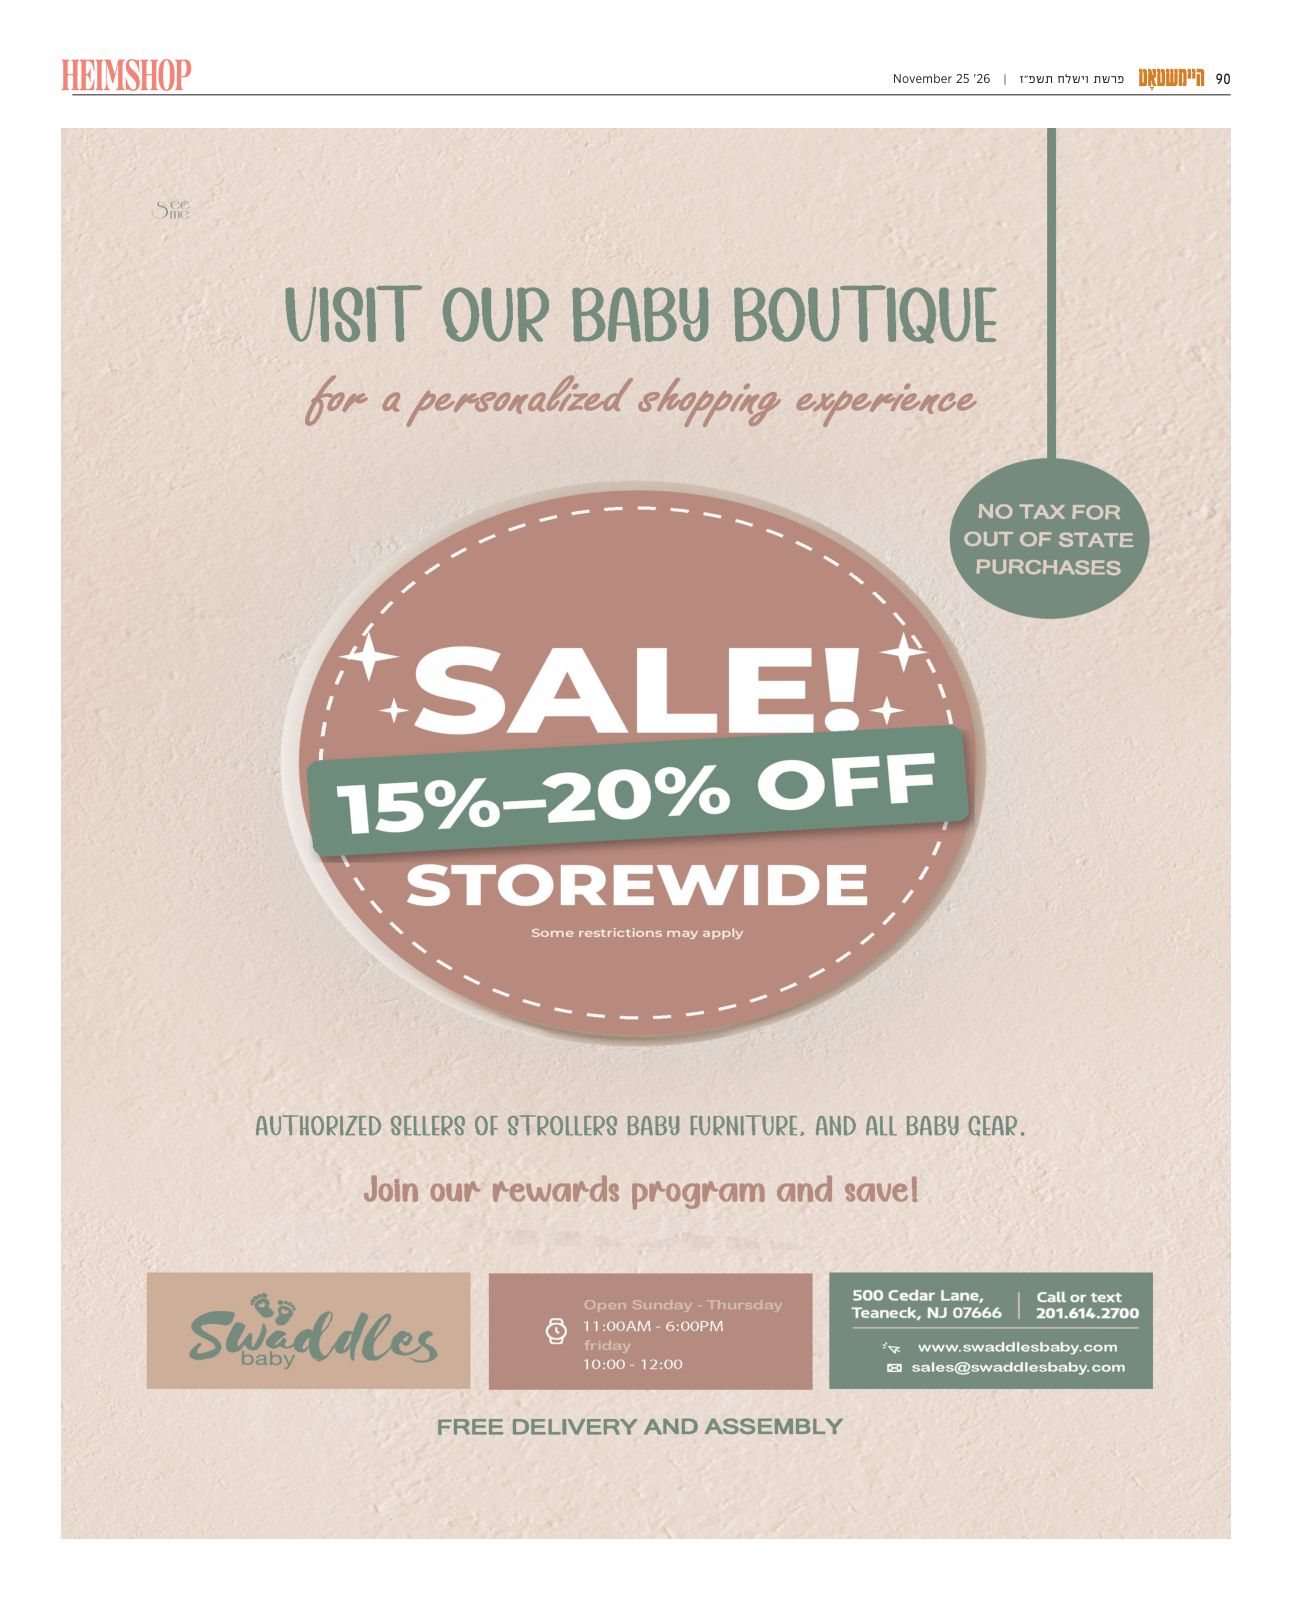 HEIMSHOP
November 25 '26 | פרשת וישלח תשפ״ז היימשטאָט 90
See me
VISIT OUR BABY BOUTIQUE
for a personalized shopping experience
NO TAX FOR
OUT OF STATE
PURCHASES
SALE!
15%–20% OFF
STOREWIDE
Some restrictions may apply
AUTHORIZED SELLERS OF STROLLERS BABY FURNITURE, AND ALL BABY GEAR.
Join our rewards program and save!
Swaddles
baby
Open Sunday - Thursday
11:00AM - 6:00PM
friday
10:00 - 12:00
500 Cedar Lane,
Teaneck, NJ 07666
Call or text
201.614.2700
www.swaddlesbaby.com
sales@swaddlesbaby.com
FREE DELIVERY AND ASSEMBLY